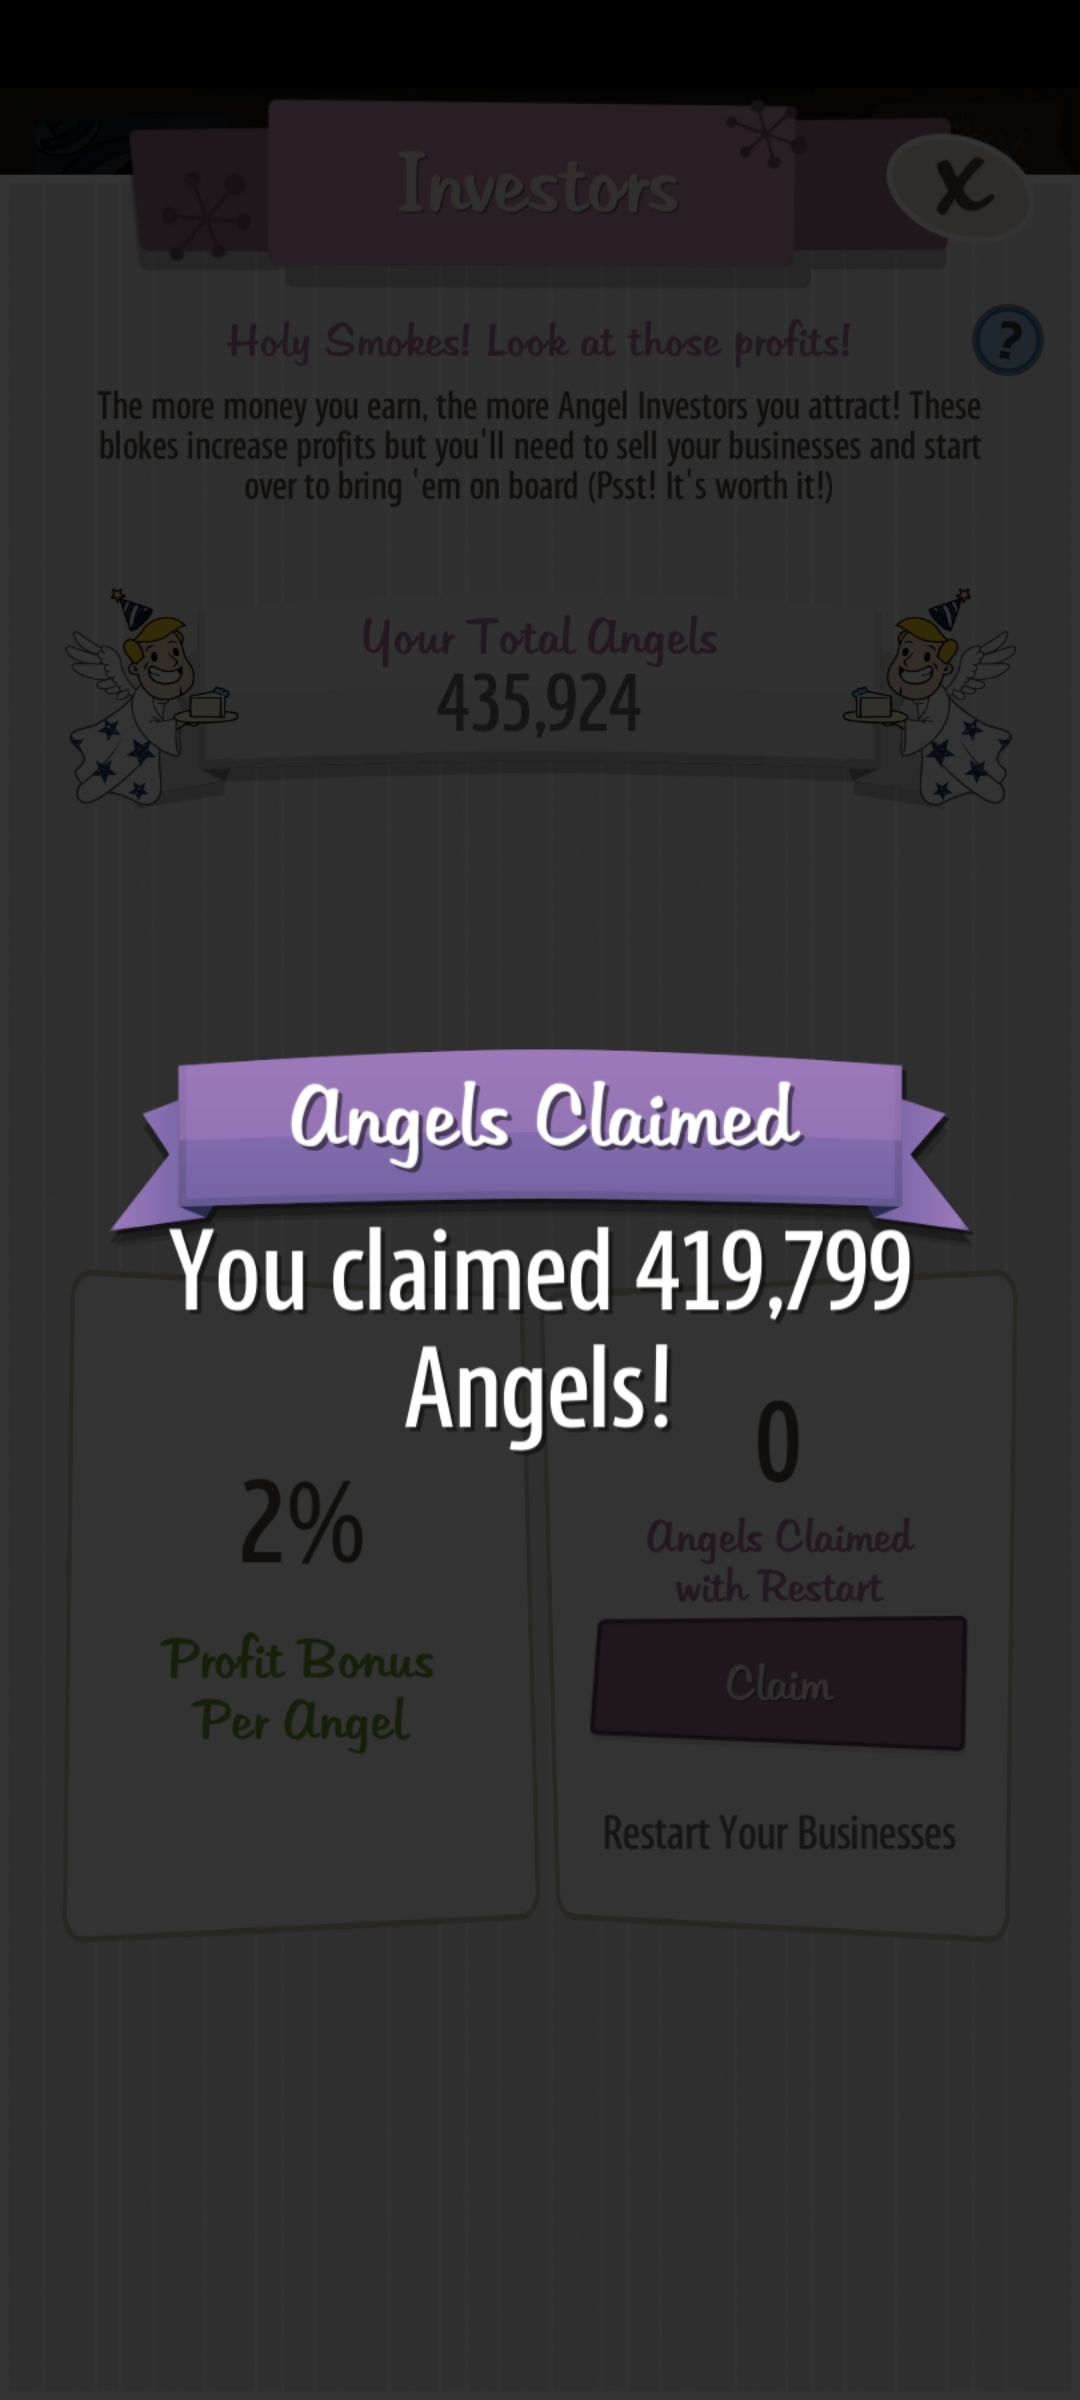 Investors
X
Holy Smokes! Look at those profits!
?
The more money you earn, the more Angel Investors you attract! These
blokes increase profits but you'll need to sell your businesses and start
over to bring 'em on board (Psst! It's worth it!)
Your Total Angels
435,924
Angels Claimed
You claimed 419,799
Angels!
2%
Profit Bonus
Per Angel
0
Angels Claimed
with Restart
Claim
Restart Your Businesses